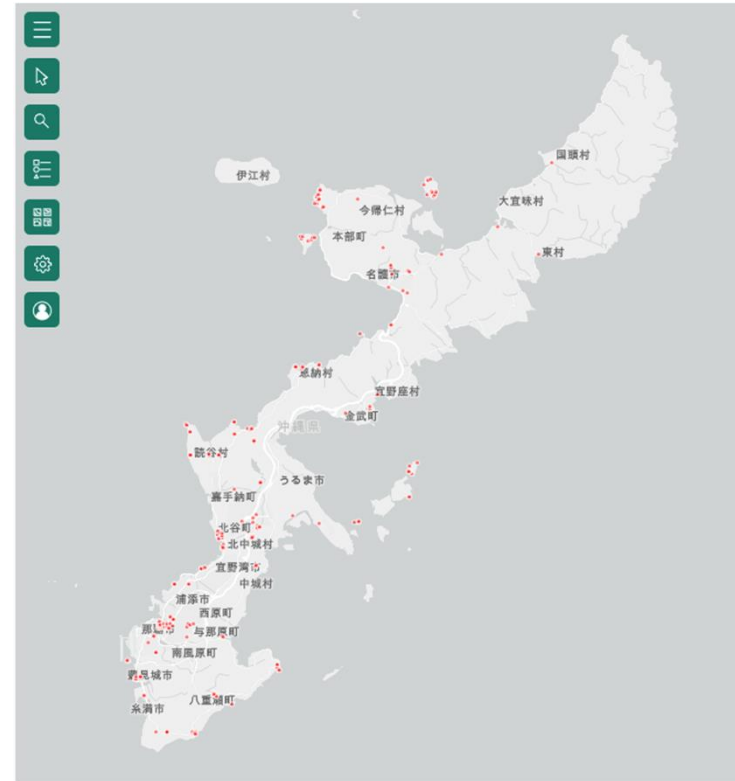 国頭村
伊江村
大宜味村
今帰仁村
本部町
東村
名護市
恩納村
宜野座村
金武町
沖縄県
読谷村
うるま市
嘉手納町
北谷町
北中城村
宜野湾市
中城村
浦添市
西原町
那覇市
与那原町
南風原町
豊見城市
八重瀬町
糸満市